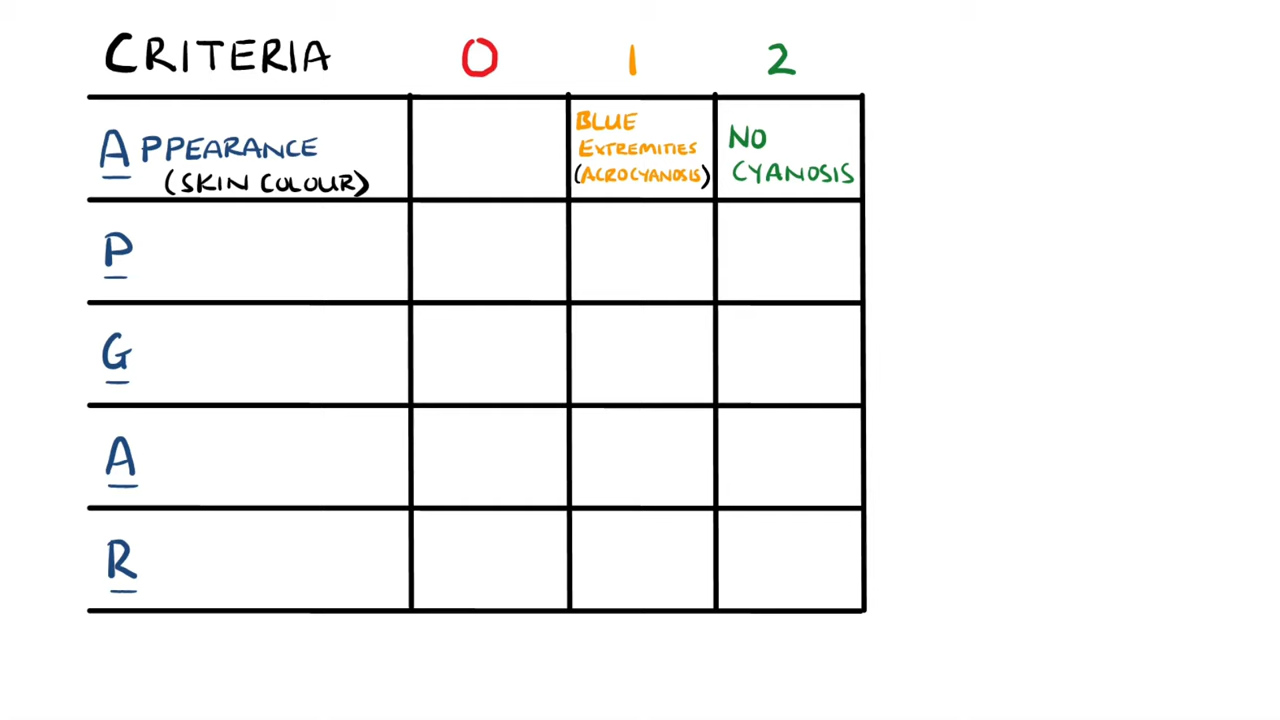 CRITERIA 0 1 2
APPEARANCE
(SKIN COLOUR)
BLUE
EXTREMITIES
(ACROCYANOSIS)
NO
CYANOSIS
P
G
A
R